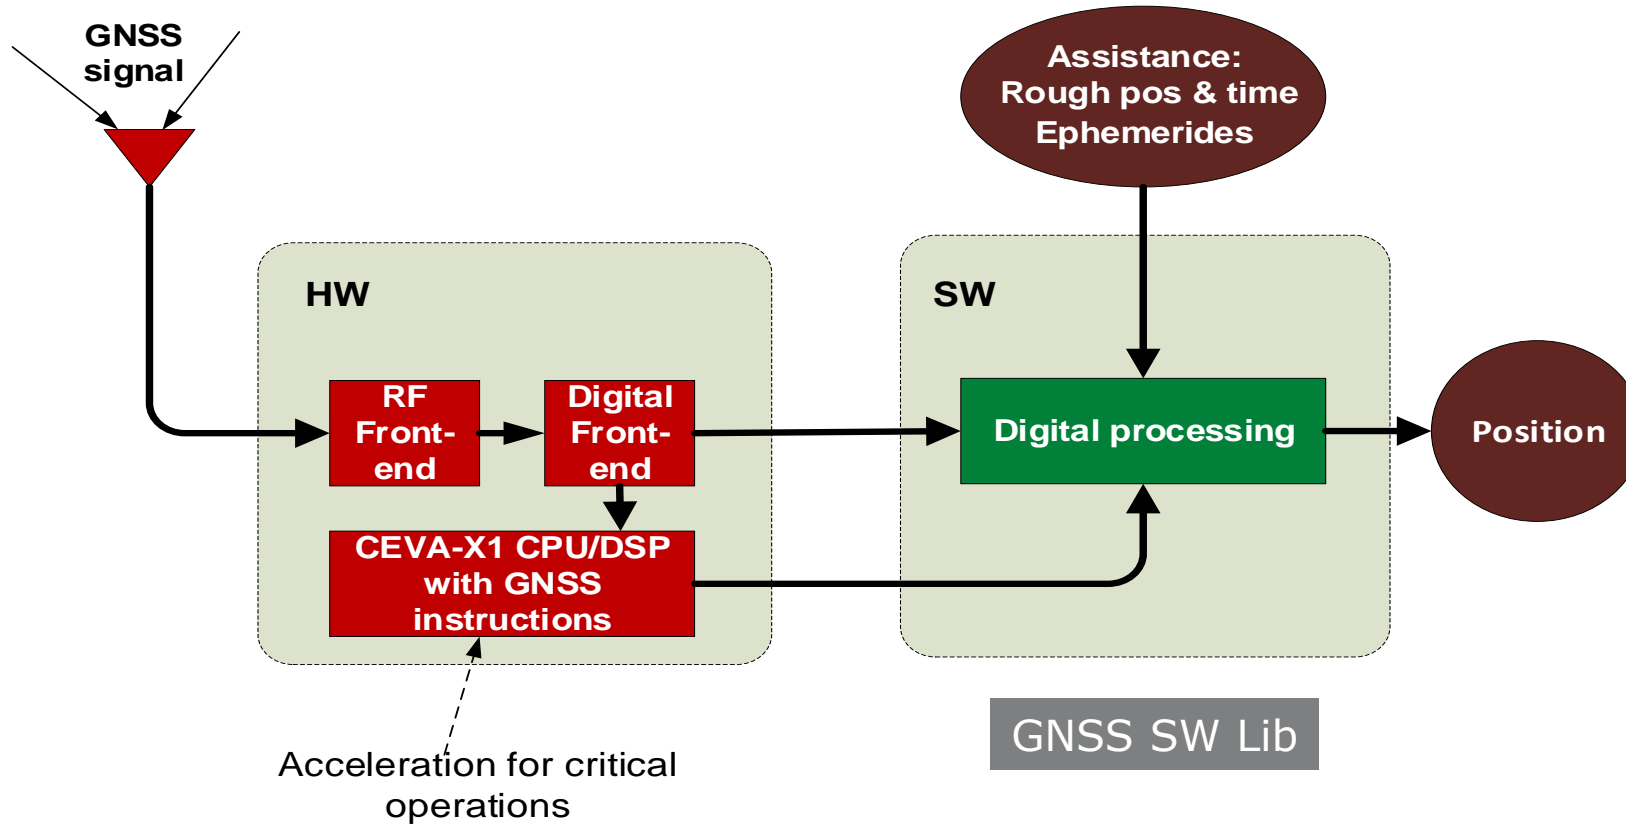 GNSS
signal
Assistance:
Rough pos & time
Ephemerides
HW
SW
RF
Front-
end
Digital
Front-
end
Digital processing
Position
CEVA-X1 CPU/DSP
with GNSS
instructions
GNSS SW Lib
Acceleration for critical
operations